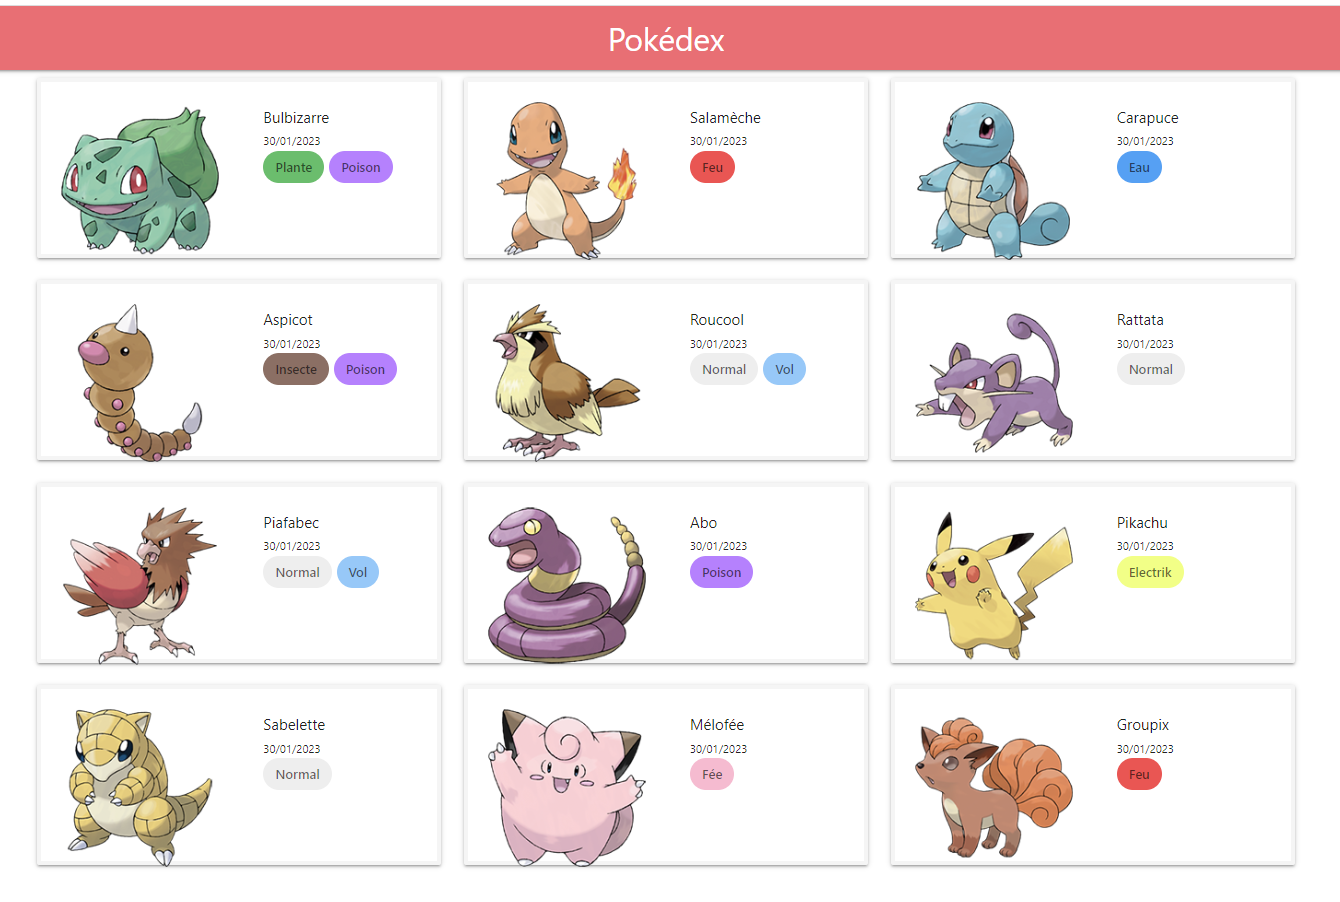 Pokédex
Bulbizarre
30/01/2023
Plante Poison
Salamèche
30/01/2023
Feu
Carapuce
30/01/2023
Eau
Aspicot
30/01/2023
Insecte Poison
Roucool
30/01/2023
Normal Vol
Rattata
30/01/2023
Normal
Piafabec
30/01/2023
Normal Vol
Abo
30/01/2023
Poison
Pikachu
30/01/2023
Electrik
Sabelette
30/01/2023
Normal
Mélofée
30/01/2023
Fée
Groupix
30/01/2023
Feu